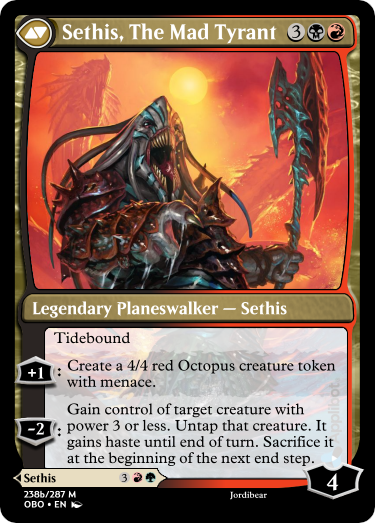 Sethis, The Mad Tyrant 3
Legendary Planeswalker — Sethis
Tidebound
+1: Create a 4/4 red Octopus creature token
with menace.
-2: Gain control of target creature with
power 3 or less. Untap that creature. It
gains haste until end of turn. Sacrifice it
at the beginning of the next end step.
Sethis 3
4
238b/287 M
OBO • EN Jordibear